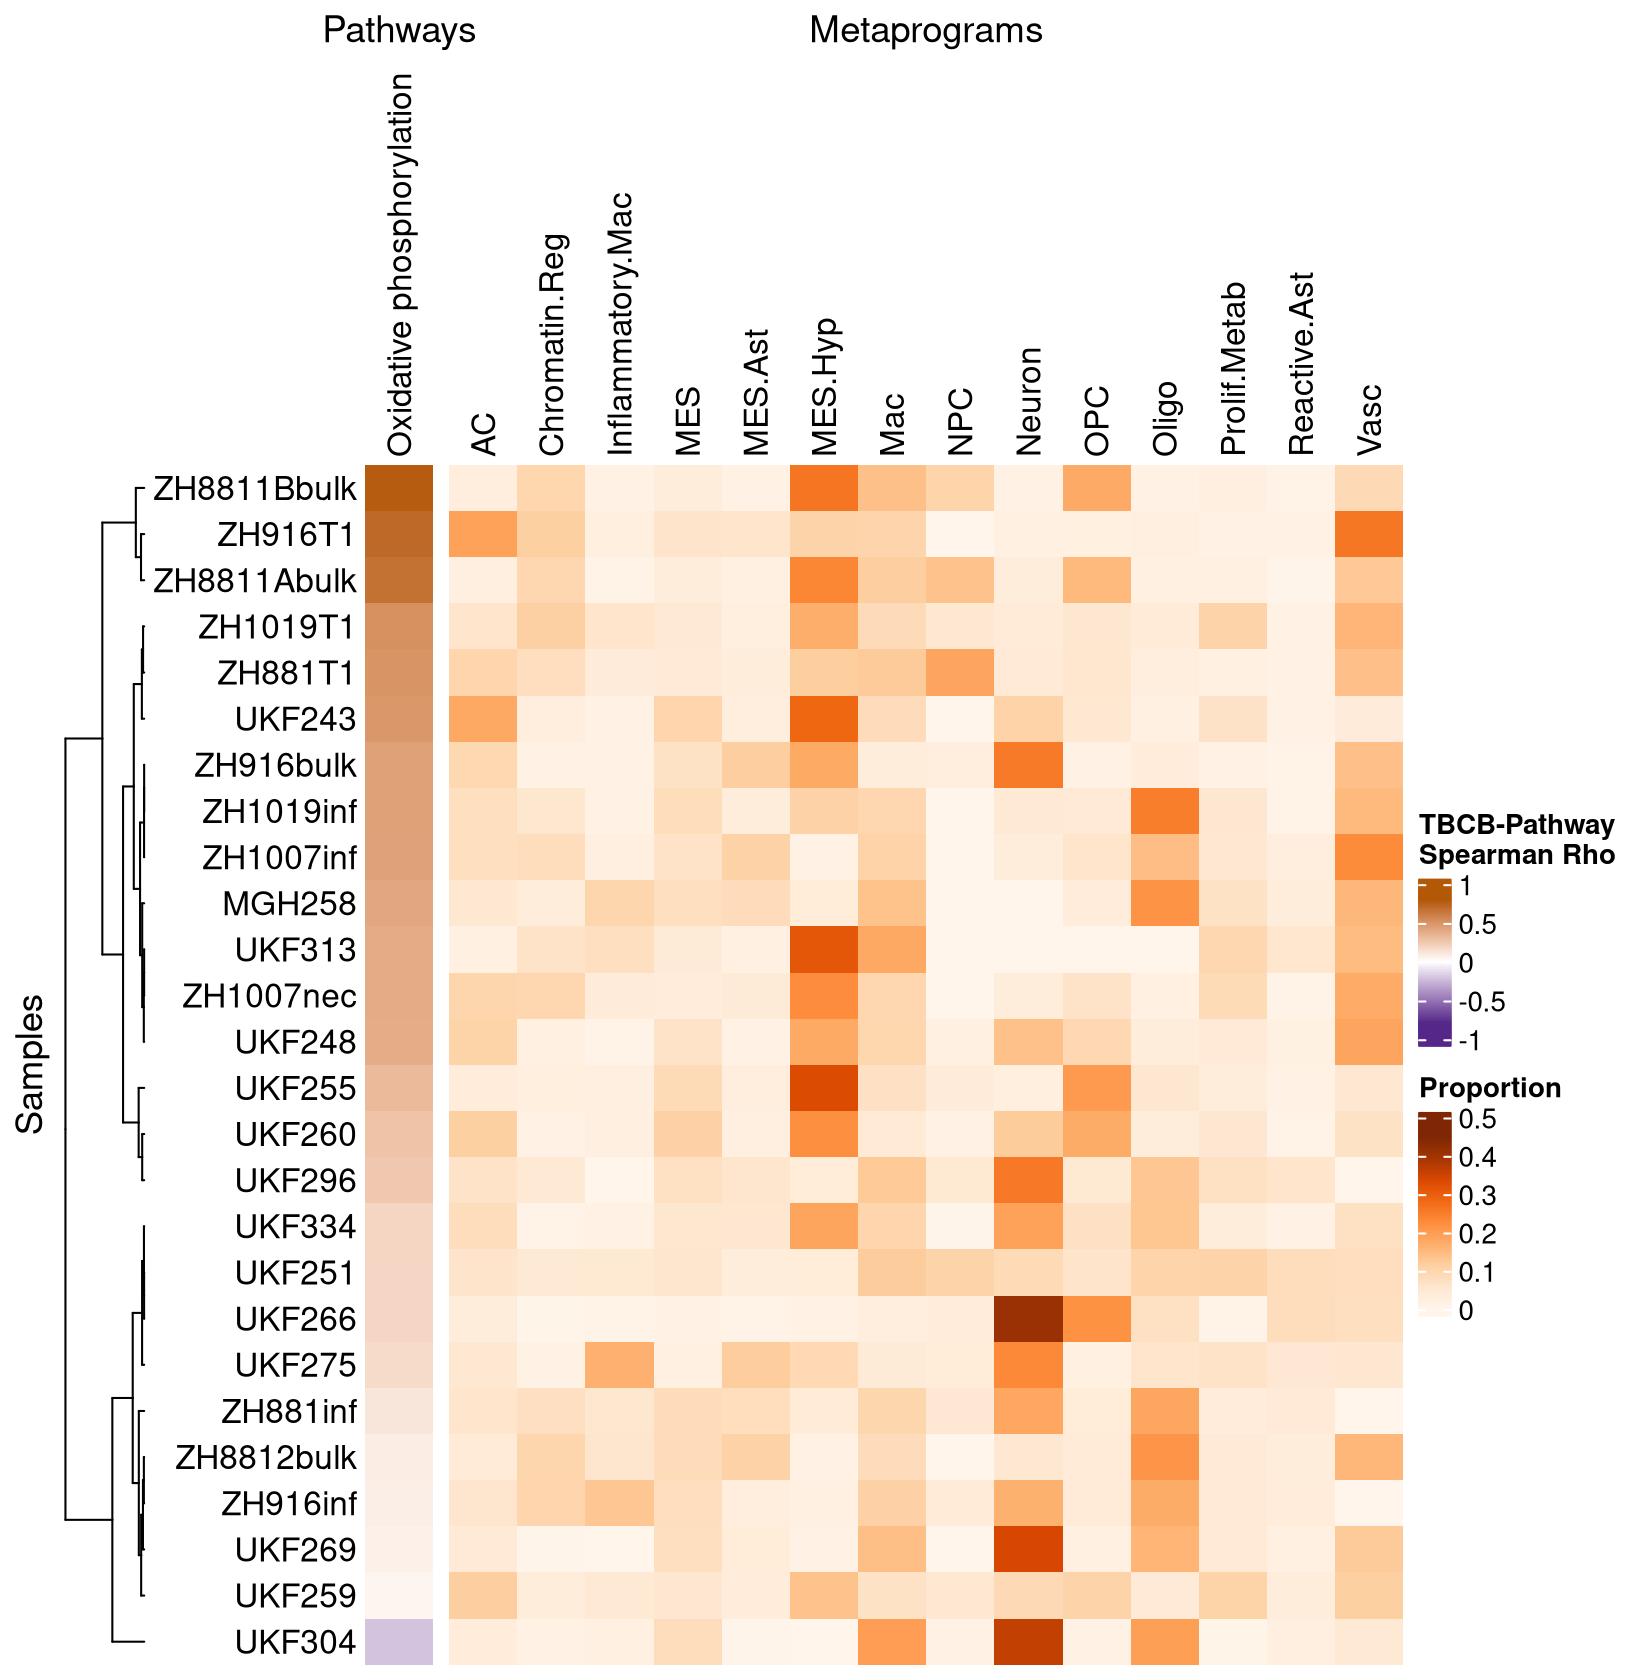 Pathways
Metaprograms
Oxidative phosphorylation
AC
Chromatin.Reg
Inflammatory.Mac
MES
MES.Ast
MES.Hyp
Mac
NPC
Neuron
OPC
Oligo
Prolif.Metab
Reactive.Ast
Vasc
Samples
ZH8811Bbulk
ZH916T1
ZH8811Abulk
ZH1019T1
ZH881T1
UKF243
ZH916bulk
ZH1019inf
ZH1007inf
MGH258
UKF313
ZH1007nec
UKF248
UKF255
UKF260
UKF296
UKF334
UKF251
UKF266
UKF275
ZH881inf
ZH8812bulk
ZH916inf
UKF269
UKF259
UKF304
TBCB-Pathway
Spearman Rho
1
0.5
0
-0.5
-1
Proportion
0.5
0.4
0.3
0.2
0.1
0